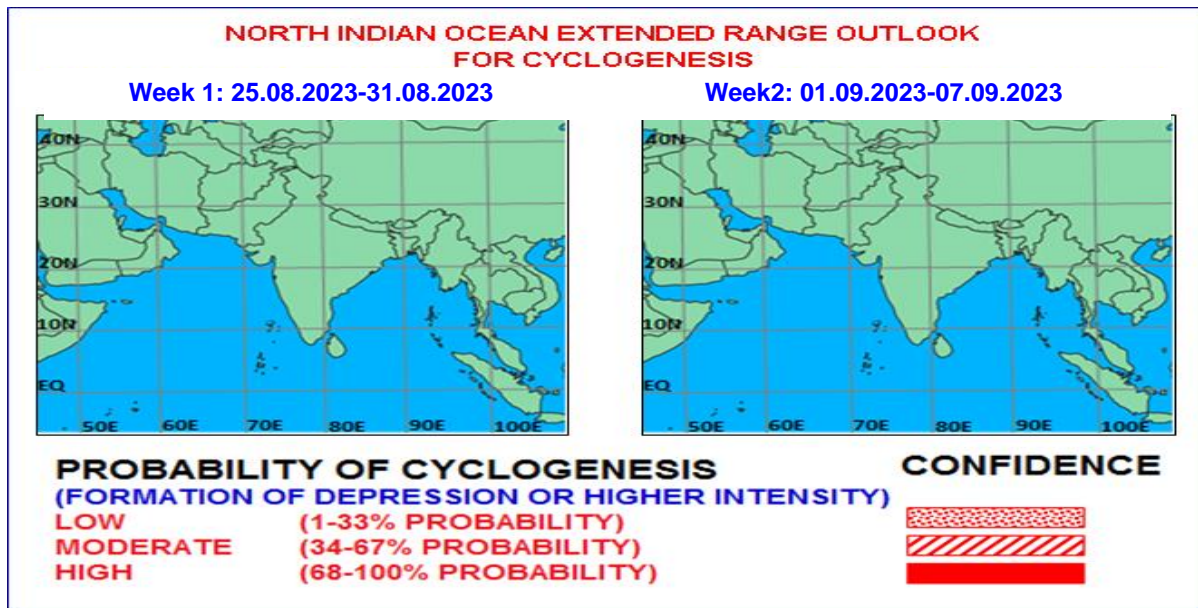 NORTH INDIAN OCEAN EXTENDED RANGE OUTLOOK
FOR CYCLOGENESIS
Week 1: 25.08.2023-31.08.2023
Week2: 01.09.2023-07.09.2023
40N
30N
20N
10N
EQ
50E 60E 70E 80E 90E 100E
40N
30N
20N
10N
EQ
50E 60E 70E 80E 90E 100E
PROBABILITY OF CYCLOGENESIS
CONFIDENCE
(FORMATION OF DEPRESSION OR HIGHER INTENSITY)
LOW (1-33% PROBABILITY)
MODERATE (34-67% PROBABILITY)
HIGH (68-100% PROBABILITY)